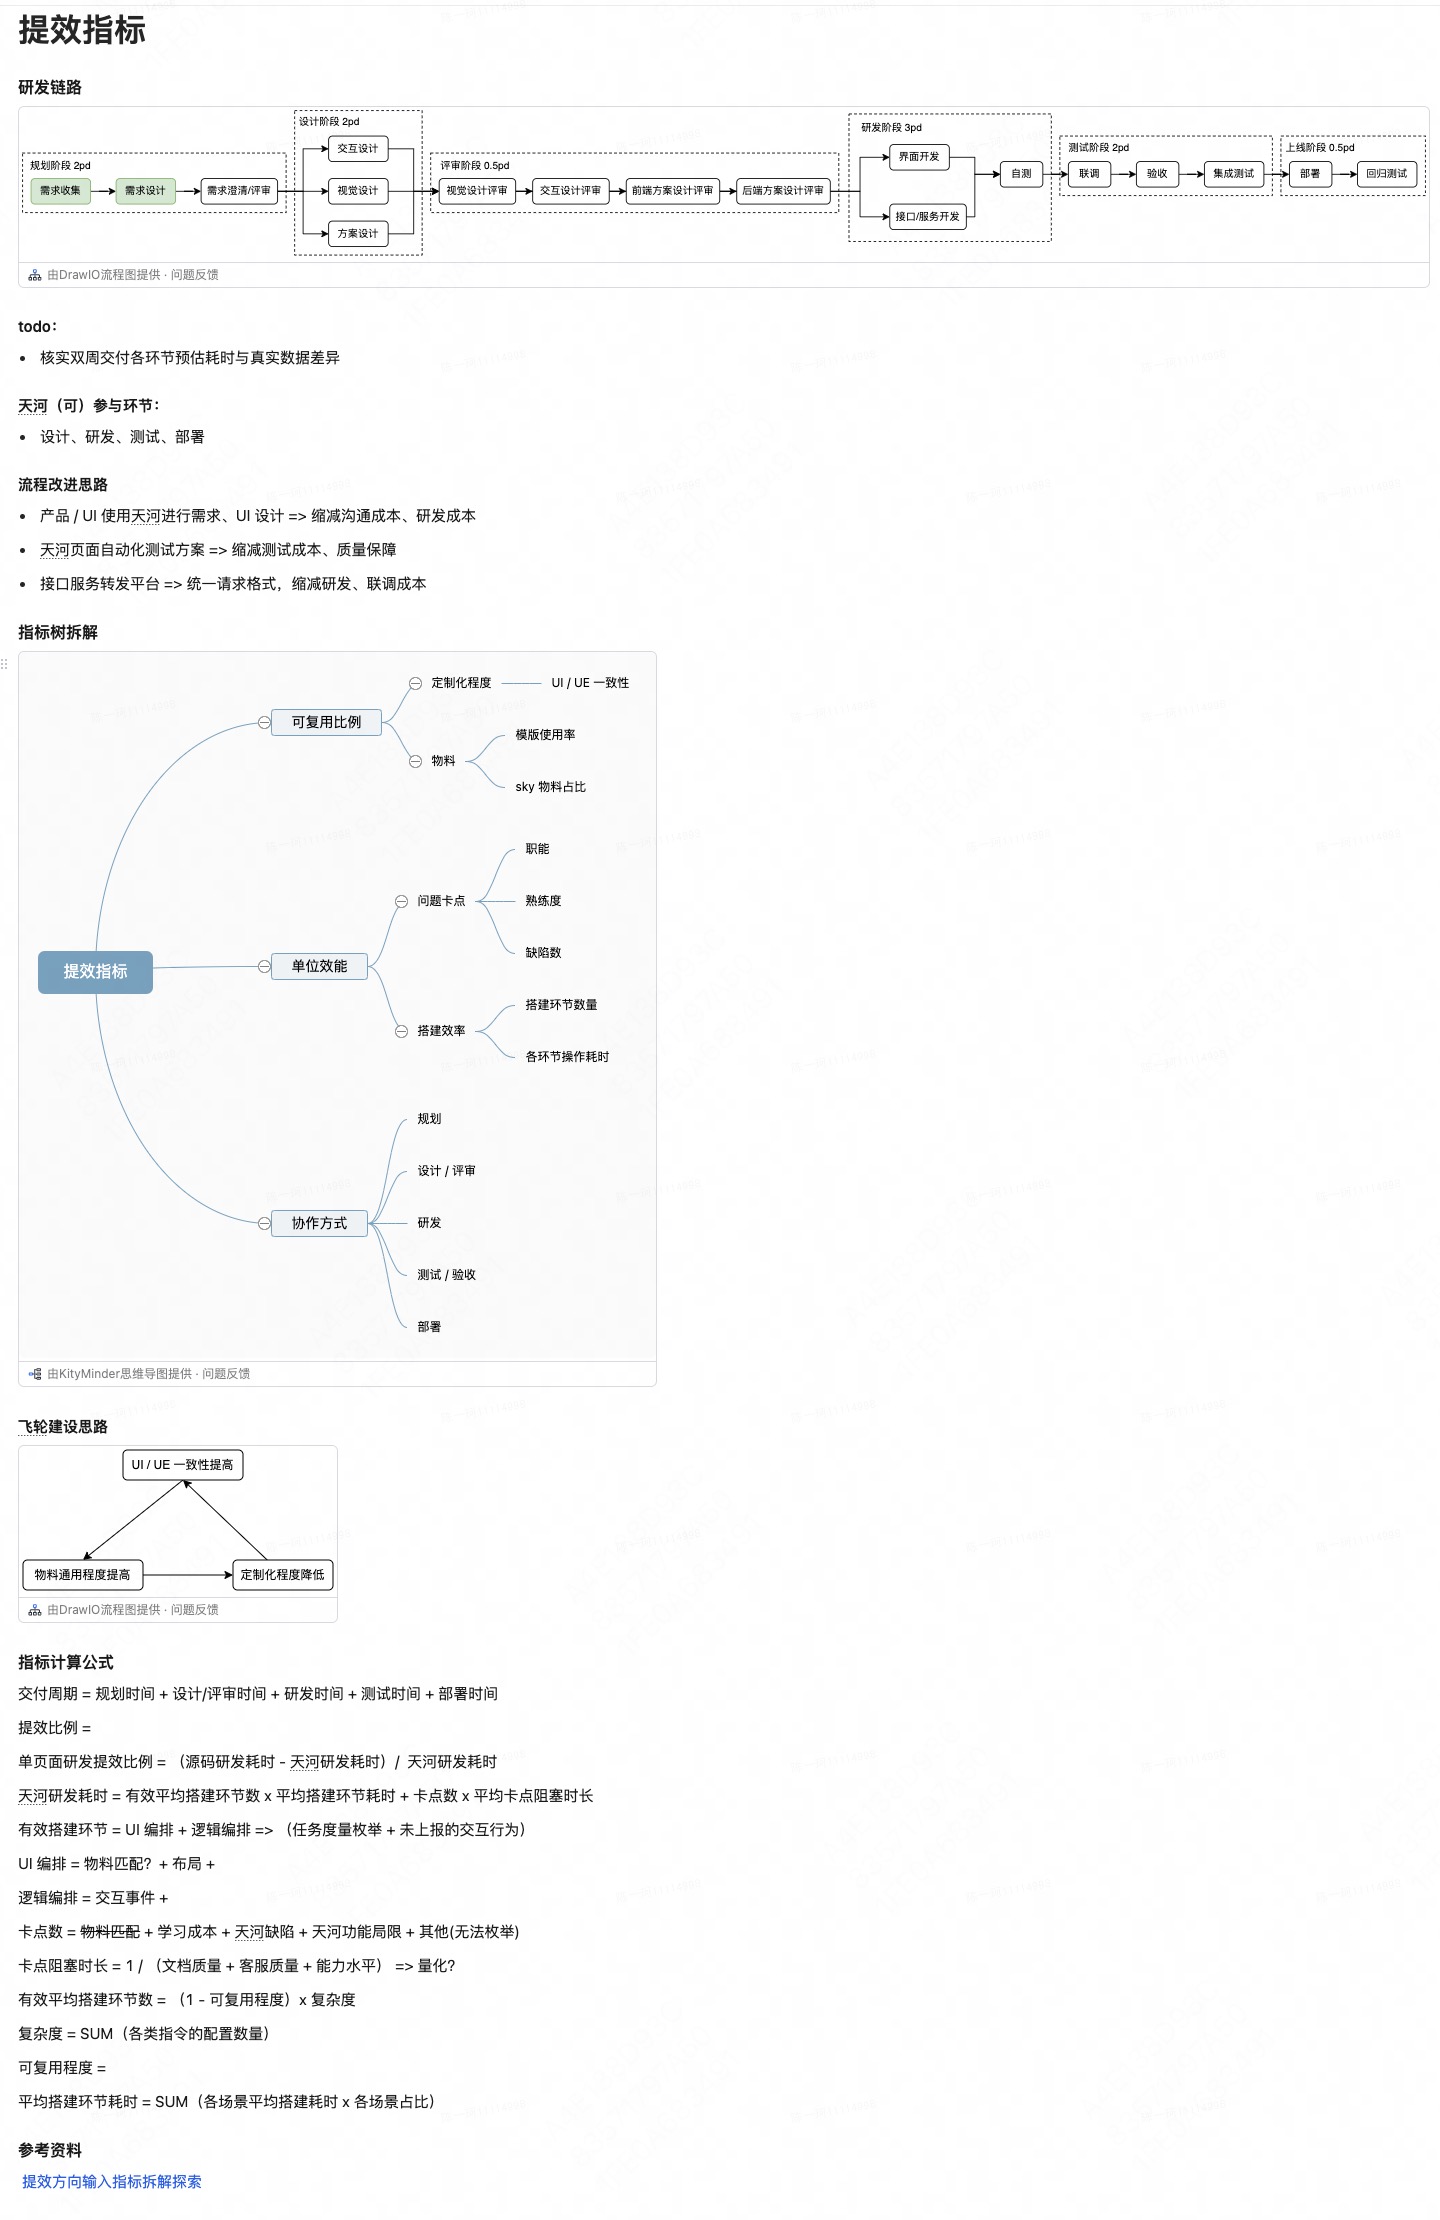 提效指标
研发链路
规划阶段 2pd
需求收集
需求设计
需求澄清/评审
设计阶段 2pd
交互设计
视觉设计
方案设计
评审阶段 0.5pd
视觉设计评审
交互设计评审
前端方案设计评审
后端方案设计评审
研发阶段 3pd
界面开发
接口/服务开发
自测
测试阶段 2pd
联调
验收
集成测试
上线阶段 0.5pd
部署
回归测试
由DrawIO流程图提供 · 问题反馈
todo：
• 核实双周交付各环节预估耗时与真实数据差异
天河（可）参与环节：
• 设计、研发、测试、部署
流程改进思路
• 产品 / UI 使用天河进行需求、UI 设计 => 缩减沟通成本、研发成本
• 天河页面自动化测试方案 => 缩减测试成本、质量保障
• 接口服务转发平台 => 统一请求格式，缩减研发、联调成本
指标树拆解
提效指标
可复用比例
定制化程度
UI / UE 一致性
物料
模版使用率
sky 物料占比
单位效能
问题卡点
职能
熟练度
缺陷数
搭建效率
搭建环节数量
各环节操作耗时
协作方式
规划
设计 / 评审
研发
测试 / 验收
部署
由KityMinder思维导图提供 · 问题反馈
飞轮建设思路
UI / UE 一致性提高
物料通用程度提高
定制化程度降低
由DrawIO流程图提供 · 问题反馈
指标计算公式
交付周期 = 规划时间 + 设计/评审时间 + 研发时间 + 测试时间 + 部署时间
提效比例 =
单页面研发提效比例 = （源码研发耗时 - 天河研发耗时）/ 天河研发耗时
天河研发耗时 = 有效平均搭建环节数 x 平均搭建环节耗时 + 卡点数 x 平均卡点阻塞时长
有效搭建环节 = UI 编排 + 逻辑编排 => （任务度量枚举 + 未上报的交互行为）
UI 编排 = 物料匹配？ + 布局 +
逻辑编排 = 交互事件 +
卡点数 = 物料匹配 + 学习成本 + 天河缺陷 + 天河功能局限 + 其他(无法枚举)
卡点阻塞时长 = 1 / （文档质量 + 客服质量 + 能力水平） => 量化?
有效平均搭建环节数 = （1 - 可复用程度）x 复杂度
复杂度 = SUM（各类指令的配置数量）
可复用程度 =
平均搭建环节耗时 = SUM（各场景平均搭建耗时 x 各场景占比）
参考资料
提效方向输入指标拆解探索